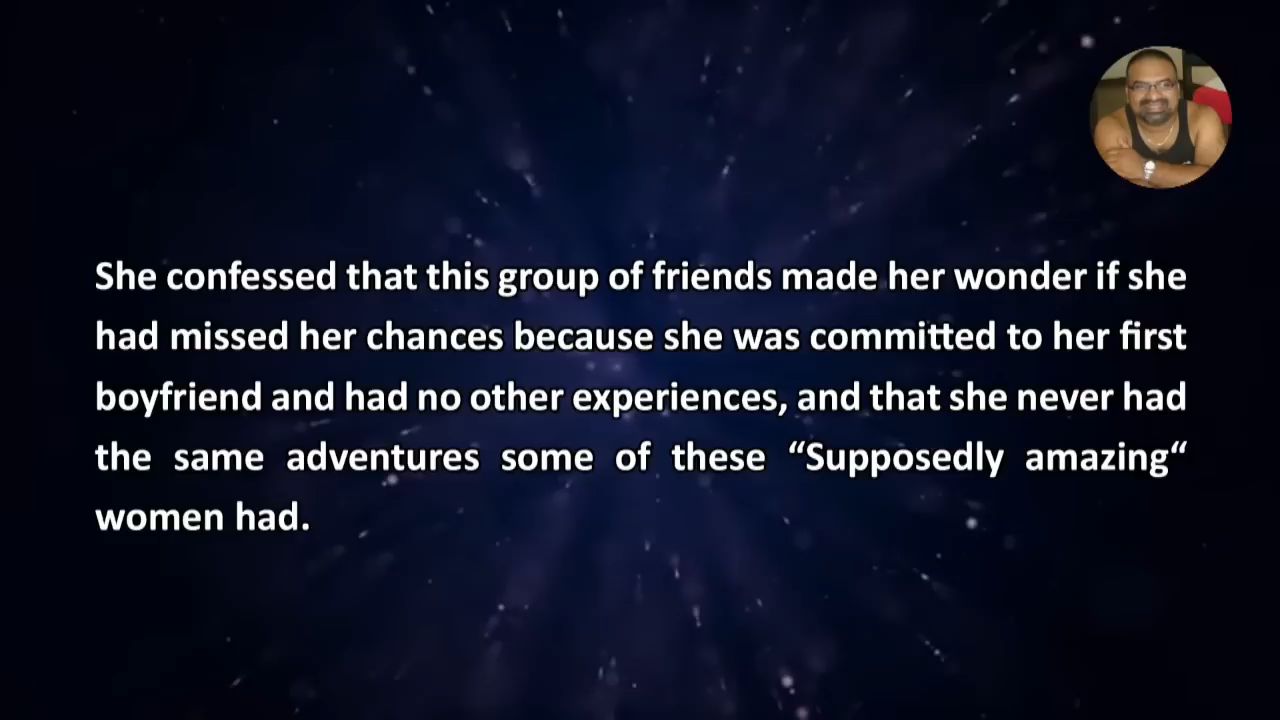 She confessed that this group of friends made her wonder if she
had missed her chances because she was committed to her first
boyfriend and had no other experiences, and that she never had
the same adventures some of these “Supposedly amazing“
women had.